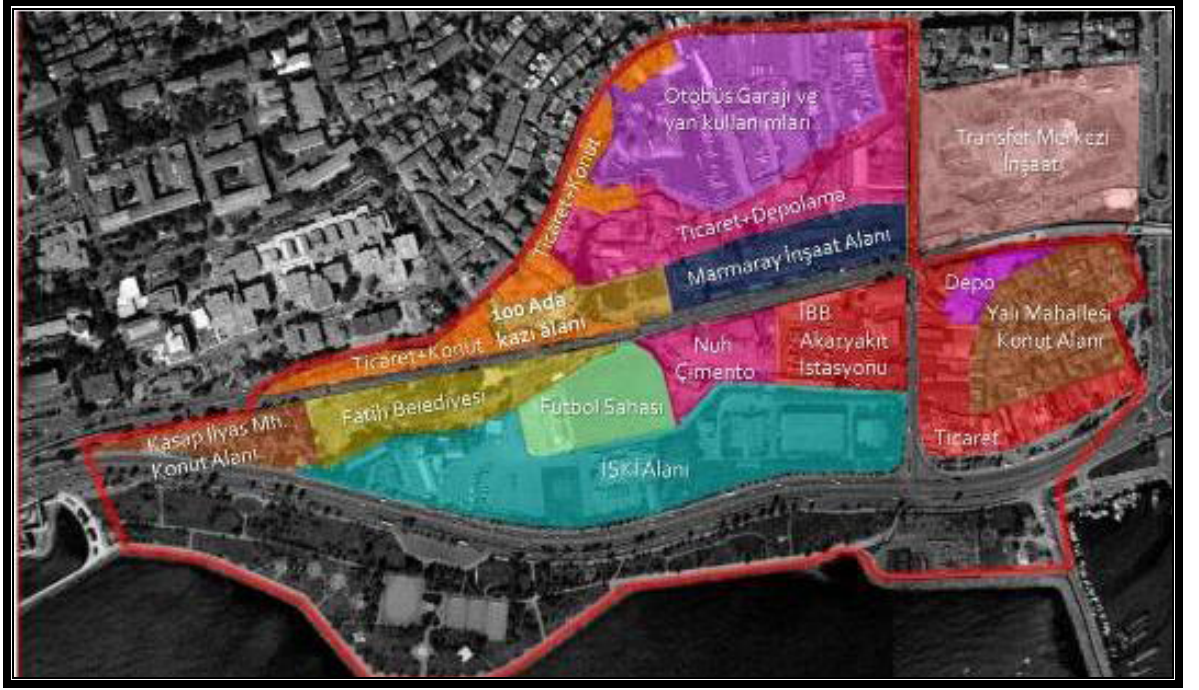 Otobüs Garajı ve
yan kullanımları
Transfer Merkezi
İnşaatı
Ticaret+Konut
Ticaret+Depolama
Marmaray İnşaat Alanı
Depo
Yalı Mahallesi
Konut Alanı
100 Ada
kazı alanı
İBB
Akaryakıt
İstasyonu
Nuh
Çimento
Ticaret+Konut
Fatih Belediyesi
Futbol Sahası
Kasap İlyas Mh.
Konut Alanı
Ticaret
İSKİ Alanı